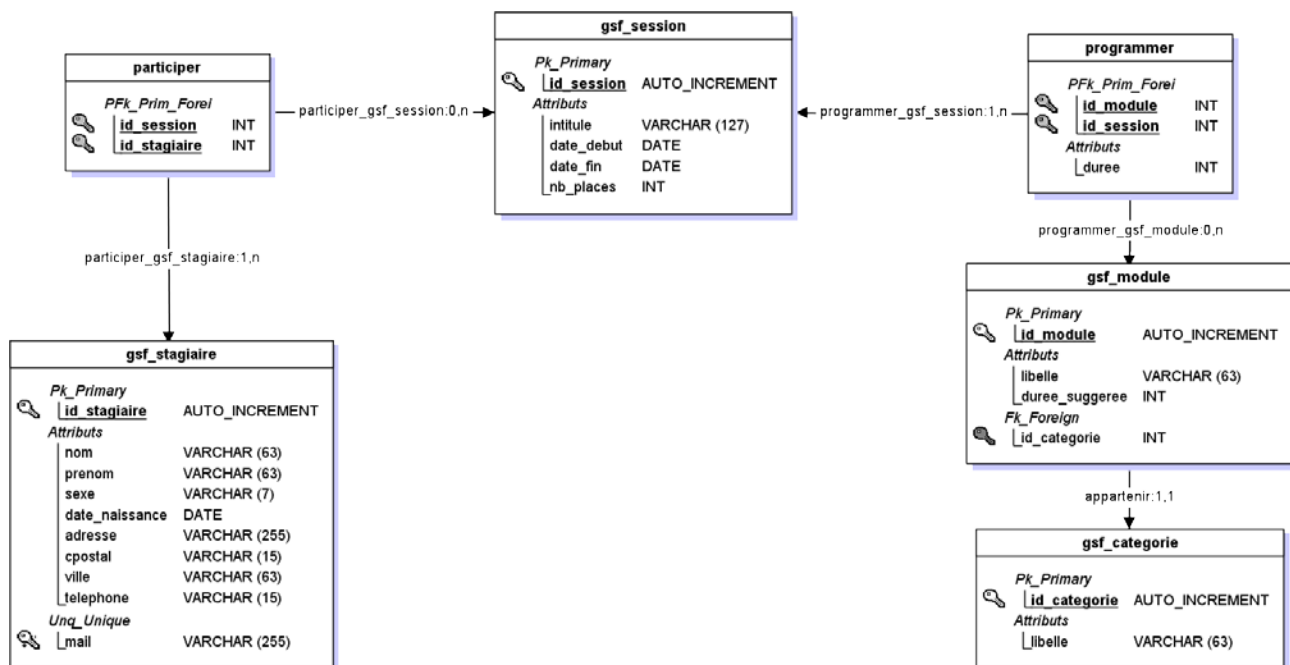 gsf_session
Pk_Primary
id_session AUTO_INCREMENT
Attributs
intitule VARCHAR (127)
date_debut DATE
date_fin DATE
nb_places INT
participer
PFk_Prim_Forei
id_session INT
id_stagiaire INT
participer_gsf_session:0,n
programmer_gsf_session:1,n
programmer
PFk_Prim_Forei
id_module INT
id_session INT
Attributs
duree INT
participer_gsf_stagiaire:1,n
programmer_gsf_module:0,n
gsf_stagiaire
Pk_Primary
id_stagiaire AUTO_INCREMENT
Attributs
nom VARCHAR (63)
prenom VARCHAR (63)
sexe VARCHAR (7)
date_naissance DATE
adresse VARCHAR (255)
cpostal VARCHAR (15)
ville VARCHAR (63)
telephone VARCHAR (15)
Unq_Unique
mail VARCHAR (255)
gsf_module
Pk_Primary
id_module AUTO_INCREMENT
Attributs
libelle VARCHAR (63)
duree_suggeree INT
Fk_Foreign
id_categorie INT
appartenir:1,1
gsf_categorie
Pk_Primary
id_categorie AUTO_INCREMENT
Attributs
libelle VARCHAR (63)